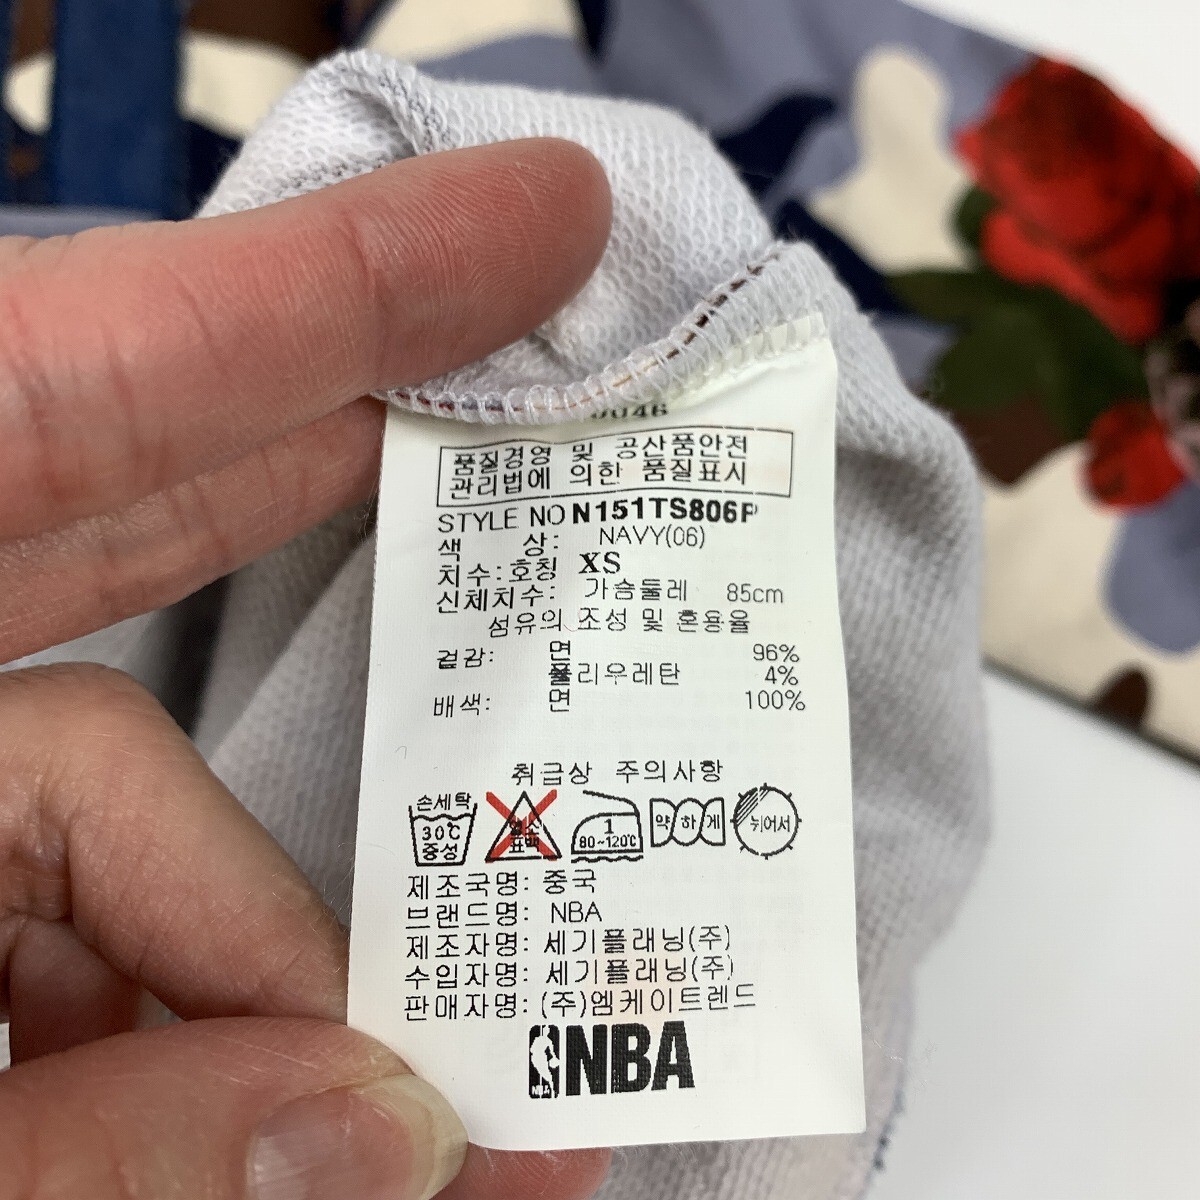 0046
품질경영 및 공산품안전
관리법에 의한 품질표시
STYLE NO N151TS806P
색 상: NAVY(06)
치수:호칭 XS
신체치수: 가슴둘레 85cm
섬유의 조성 및 혼용율
겉감: 면 96%
폴리우레탄 4%
배색: 면 100%
취급상 주의사항
손세탁
30℃
중성
염소
표백
1
80~120℃
약하게
뉘어서
제조국명: 중국
브랜드명: NBA
제조자명: 세기플래닝(주)
수입자명: 세기플래닝(주)
판매자명: (주)엠케이트렌드
NBA
NBA